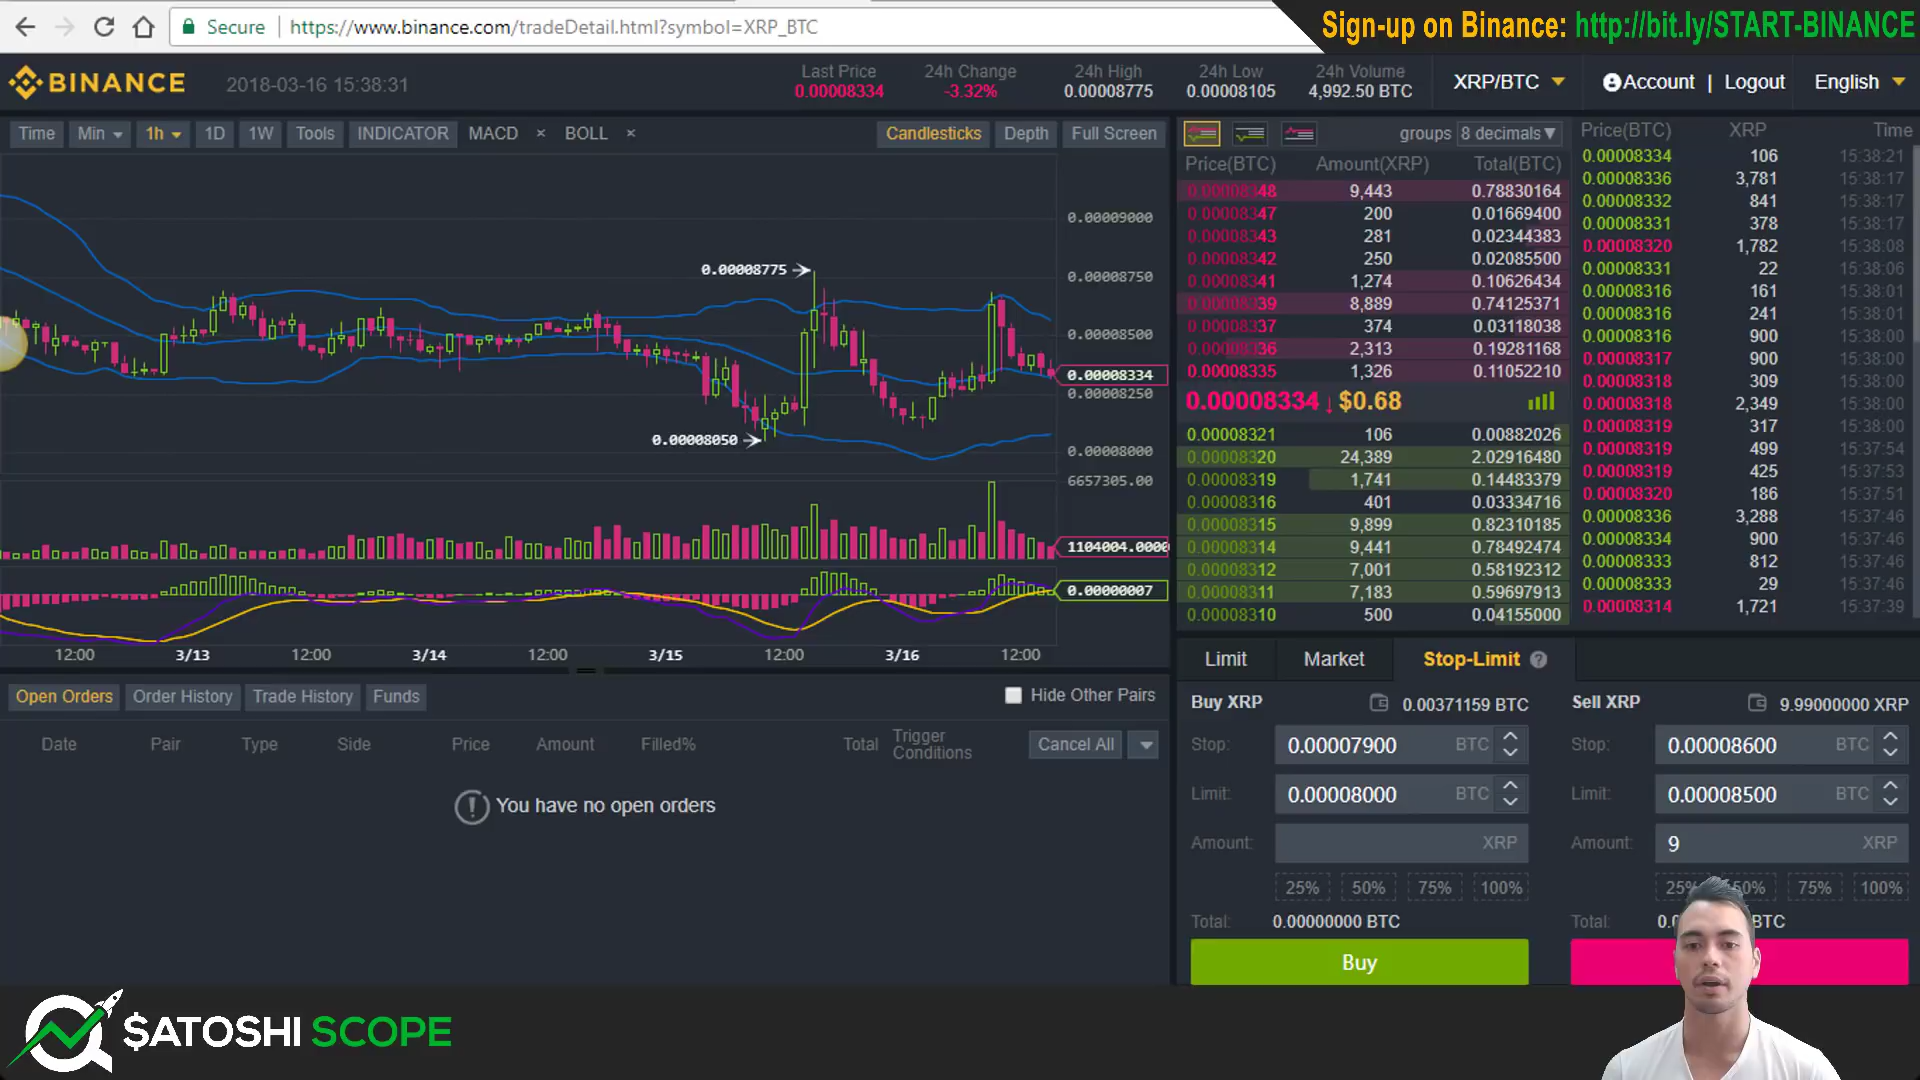 Secure
https://www.binance.com/tradeDetail.html?symbol=XRP_BTC
Sign-up on Binance: http://bit.ly/START-BINANCE
BINANCE
2018-03-16 15:38:31
Last Price
0.00008334
24h Change
-3.32%
24h High
0.00008775
24h Low
0.00008105
24h Volume
4,992.50 BTC
XRP/BTC
Account | Logout
English
Time Min 1h 1D 1W Tools INDICATOR MACD × BOLL ×
Candlesticks Depth Full Screen
0.00009000
0.00008775
0.00008750
0.00008500
0.00008334
0.00008250
0.00008050
0.00008000
6657305.00
1104004.0000
0.00000007
12:00 3/13 12:00 3/14 12:00 3/15 12:00 3/16 12:00
groups 8 decimals
Price(BTC) Amount(XRP) Total(BTC)
0.00008348 9,443 0.78830164
0.00008347 200 0.01669400
0.00008343 281 0.02344383
0.00008342 250 0.02085500
0.00008341 1,274 0.10626434
0.00008339 8,889 0.74125371
0.00008337 374 0.03118038
0.00008336 2,313 0.19281168
0.00008335 1,326 0.11052210
0.00008334 ↓ $0.68
0.00008321 106 0.00882026
0.00008320 24,389 2.02916480
0.00008319 1,741 0.14483379
0.00008316 401 0.03334716
0.00008315 9,899 0.82310185
0.00008314 9,441 0.78492474
0.00008312 7,001 0.58192312
0.00008311 7,183 0.59697913
0.00008310 500 0.04155000
Price(BTC) XRP Time
0.00008334 106 15:38:21
0.00008336 3,781 15:38:17
0.00008332 841 15:38:17
0.00008331 378 15:38:17
0.00008320 1,782 15:38:08
0.00008331 22 15:38:06
0.00008316 161 15:38:01
0.00008316 241 15:38:01
0.00008316 900 15:38:00
0.00008317 900 15:38:00
0.00008318 309 15:38:00
0.00008318 2,349 15:38:00
0.00008319 317 15:38:00
0.00008319 499 15:37:54
0.00008319 425 15:37:53
0.00008320 186 15:37:51
0.00008336 3,288 15:37:46
0.00008334 900 15:37:46
0.00008333 812 15:37:46
0.00008333 29 15:37:46
0.00008314 1,721 15:37:39
Open Orders Order History Trade History Funds
Hide Other Pairs
Date Pair Type Side Price Amount Filled% Total Trigger Conditions Cancel All
You have no open orders
Limit Market Stop-Limit ?
Buy XRP 0.00371159 BTC
Stop: 0.00007900 BTC
Limit: 0.00008000 BTC
Amount: XRP
25% 50% 75% 100%
Total: 0.00000000 BTC
Buy
Sell XRP 9.99000000 XRP
Stop: 0.00008600 BTC
Limit: 0.00008500 BTC
Amount: 9 XRP
25% 50% 75% 100%
Total: BTC
$ATOSHI SCOPE